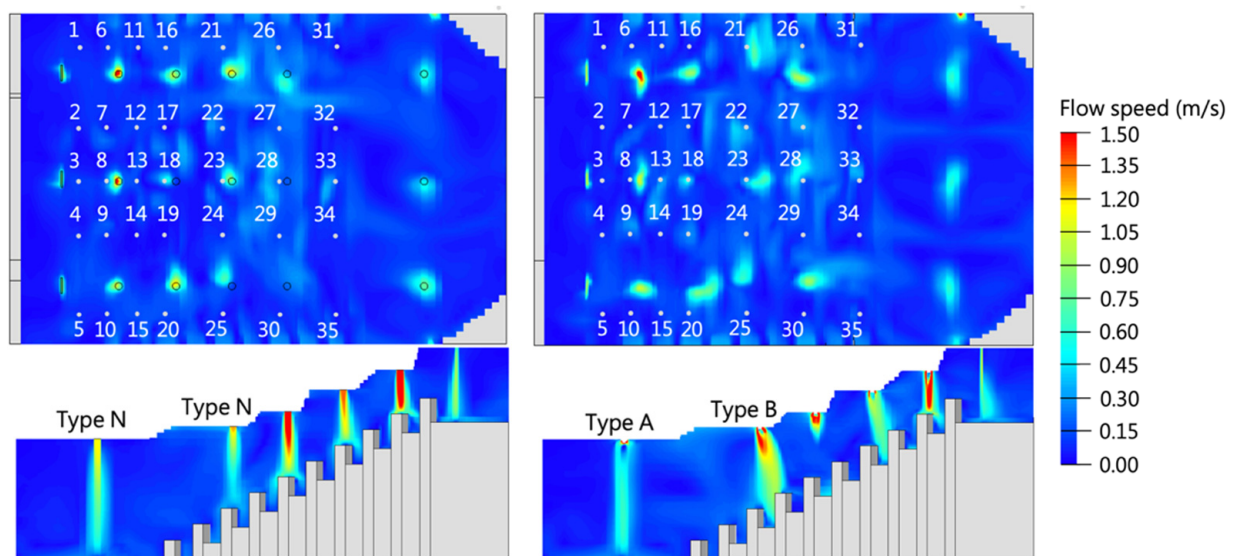 1 6 11 16 21 26 31
2 7 12 17 22 27 32
3 8 13 18 23 28 33
4 9 14 19 24 29 34
5 10 15 20 25 30 35
Type N
Type N
1 6 11 16 21 26 31
2 7 12 17 22 27 32
3 8 13 18 23 28 33
4 9 14 19 24 29 34
5 10 15 20 25 30 35
Type A
Type B
Flow speed (m/s)
1.50
1.35
1.20
1.05
0.90
0.75
0.60
0.45
0.30
0.15
0.00